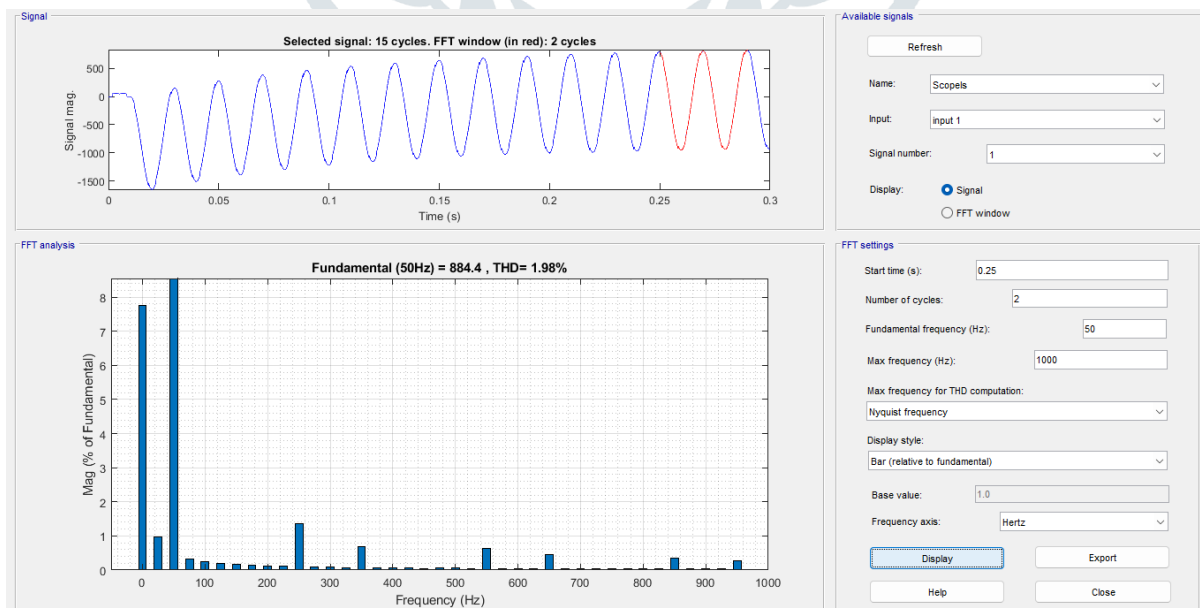 Signal
Selected signal: 15 cycles. FFT window (in red): 2 cycles
500
0
-500
-1000
-1500
Signal mag.
0
0.05
0.1
0.15
0.2
0.25
0.3
Time (s)
FFT analysis
Fundamental (50Hz) = 884.4 , THD= 1.98%
8
7
6
5
4
3
2
1
0
Mag (% of Fundamental)
0
100
200
300
400
500
600
700
800
900
1000
Frequency (Hz)
Available signals
Refresh
Name:
Scopels
Input:
input 1
Signal number:
1
Display:
Signal
FFT window
FFT settings
Start time (s):
0.25
Number of cycles:
2
Fundamental frequency (Hz):
50
Max frequency (Hz):
1000
Max frequency for THD computation:
Nyquist frequency
Display style:
Bar (relative to fundamental)
Base value:
1.0
Frequency axis:
Hertz
Display
Export
Help
Close